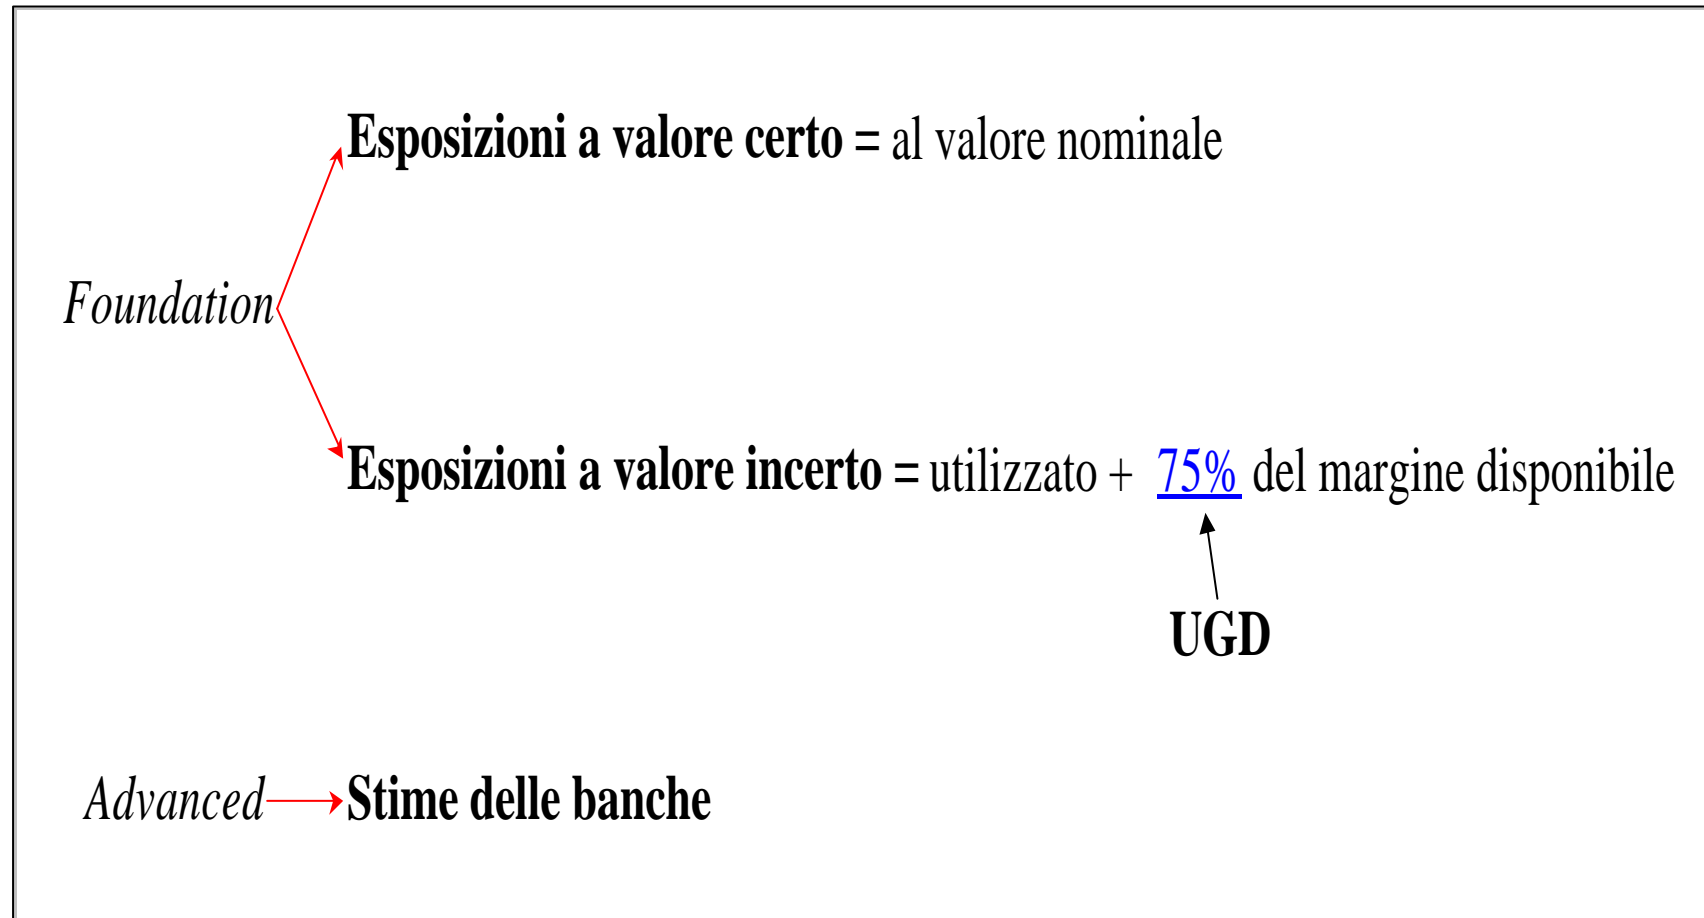 Esposizioni a valore certo = al valore nominale
Foundation
Esposizioni a valore incerto = utilizzato + 75% del margine disponibile
UGD
Advanced
Stime delle banche